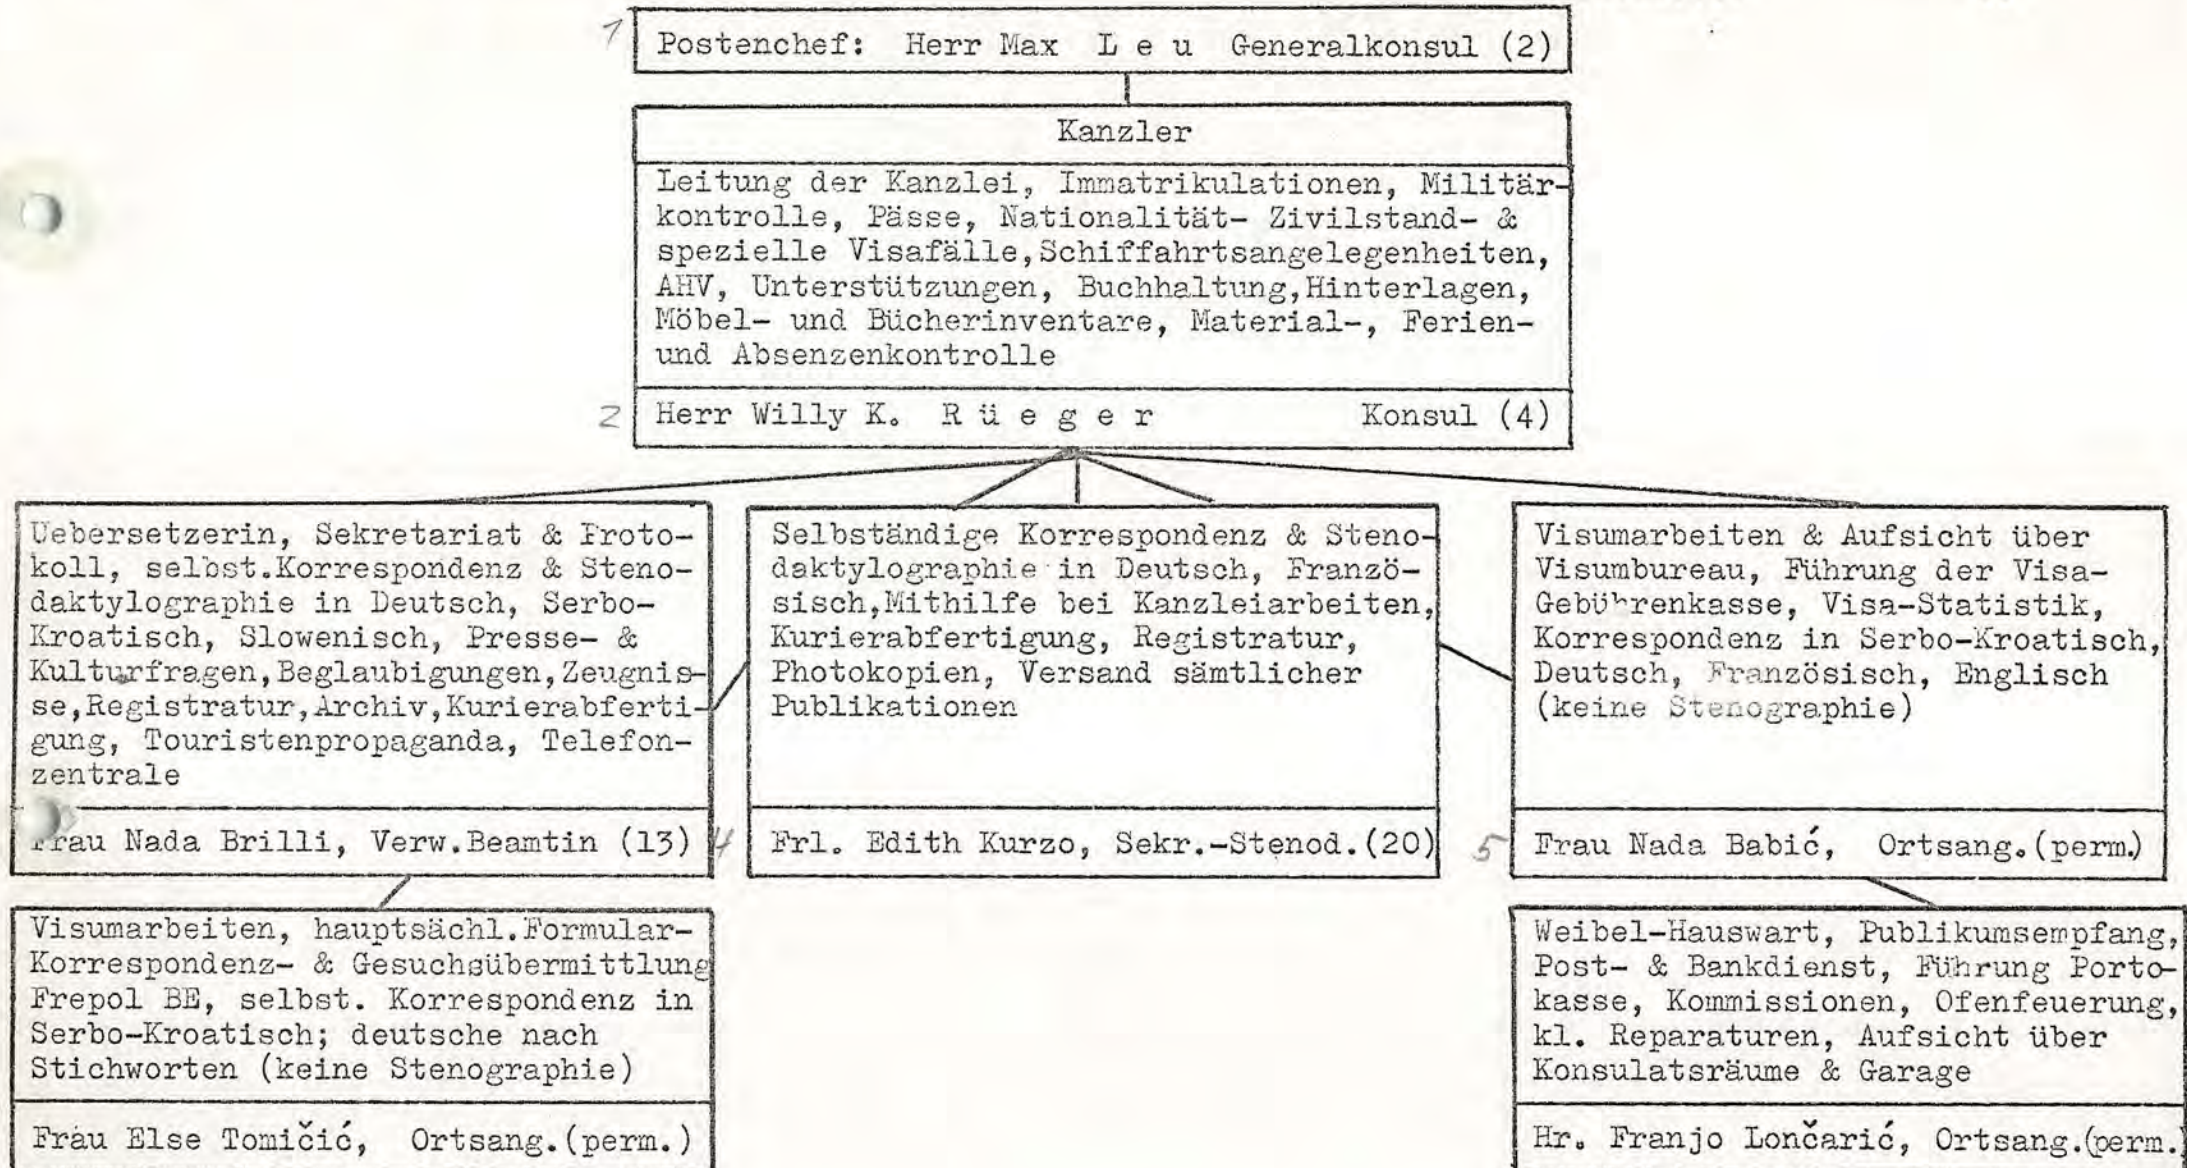 1 Postenchef: Herr Max L e u Generalkonsul (2)
Kanzler
Leitung der Kanzlei, Immatrikulationen, Militär-
kontrolle, Pässe, Nationalität- Zivilstand- &
spezielle Visafälle,Schiffahrtsangelegenheiten,
AHV, Unterstützungen, Buchhaltung,Hinterlagen,
Möbel- und Bücherinventare, Material-, Ferien-
und Absenzenkontrolle
2 Herr Willy K. R ü e g e r Konsul (4)
Uebersetzerin, Sekretariat & Proto-
koll, selbst.Korrespondenz & Steno-
daktylographie in Deutsch, Serbo-
Kroatisch, Slowenisch, Presse- &
Kulturfragen,Beglaubigungen,Zeugnis-
se,Registratur,Archiv,Kurierabferti-
gung, Touristenpropaganda, Telefon-
zentrale
Frau Nada Brilli, Verw.Beamtin (13)
Selbständige Korrespondenz & Steno-
daktylographie in Deutsch, Franzö-
sisch,Mithilfe bei Kanzleiarbeiten,
Kurierabfertigung, Registratur,
Photokopien, Versand sämtlicher
Publikationen
4 Frl. Edith Kurzo, Sekr.-Stenod.(20)
Visumarbeiten & Aufsicht über
Visumbureau, Führung der Visa-
Gebührenkasse, Visa-Statistik,
Korrespondenz in Serbo-Kroatisch,
Deutsch, Französisch, Englisch
(keine Stenographie)
5 Frau Nada Babić, Ortsang.(perm.)
Visumarbeiten, hauptsächl.Formular-
Korrespondenz- & Gesuchsübermittlung
Frepol BE, selbst. Korrespondenz in
Serbo-Kroatisch; deutsche nach
Stichworten (keine Stenographie)
Frau Else Tomičić, Ortsang.(perm.)
Weibel-Hauswart, Publikumsempfang,
Post- & Bankdienst, Führung Porto-
kasse, Kommissionen, Ofenfeuerung,
kl. Reparaturen, Aufsicht über
Konsulatsräume & Garage
Hr. Franjo Lončarić, Ortsang.(perm.)